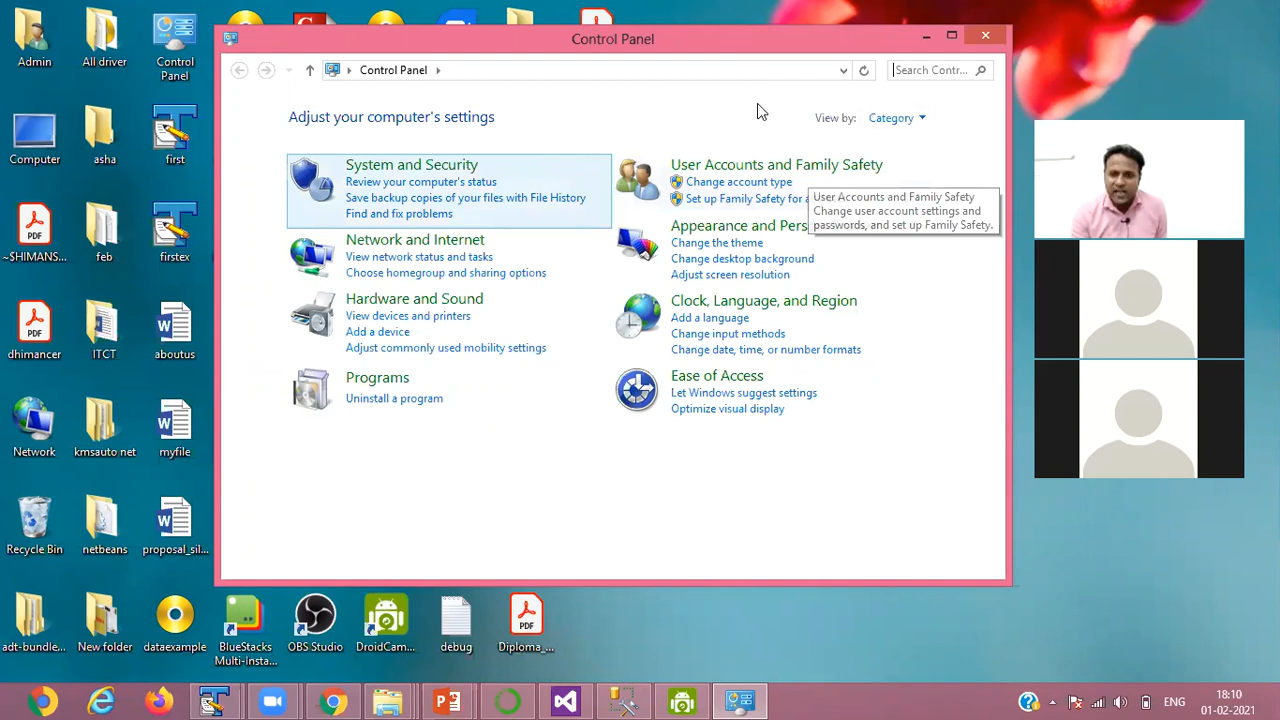 Control Panel
Control Panel
Search Contr...
Adjust your computer's settings
View by:
Category
System and Security
Review your computer's status
Save backup copies of your files with File History
Find and fix problems
Network and Internet
View network status and tasks
Choose homegroup and sharing options
Hardware and Sound
View devices and printers
Add a device
Adjust commonly used mobility settings
Programs
Uninstall a program
User Accounts and Family Safety
Change account type
Set up Family Safety for a
User Accounts and Family Safety
Change user account settings and
passwords, and set up Family Safety.
Appearance and Pers
Change the theme
Change desktop background
Adjust screen resolution
Clock, Language, and Region
Add a language
Change input methods
Change date, time, or number formats
Ease of Access
Let Windows suggest settings
Optimize visual display
Admin
All driver
Control
Panel
Computer
asha
first
~$HIMANS...
feb
firstex
dhimancer
ITCT
aboutus
Network
kmsauto net
myfile
Recycle Bin
netbeans
proposal_sil...
adt-bundle...
New folder
dataexample
BlueStacks
Multi-Insta...
OBS Studio
DroidCam...
debug
Diploma_...
ENG
18:10
01-02-2021